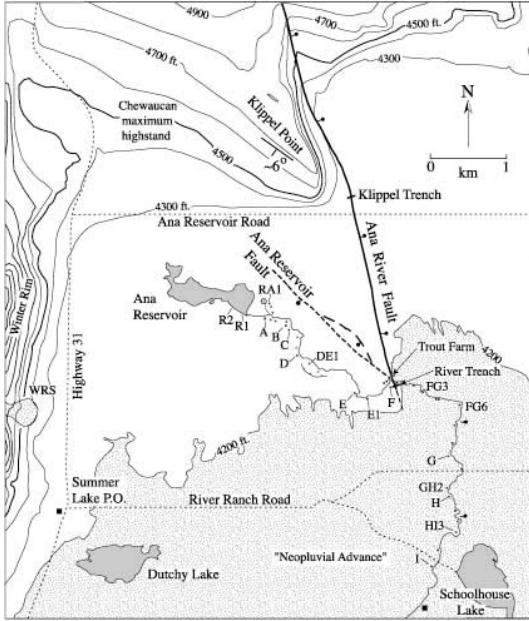 4900
4700 ft.
4700
4500 ft.
4300
Chewaucan
maximum
highstand
Klippel Point
6°
4500
N
0 1
km
Klippel Trench
4300 ft.
Ana Reservoir Road
Ana River Fault
Ana Reservoir
Fault
Winter Rim
Ana
Reservoir
RA1
R2
R1
A
B
C
D
DE1
Trout Farm
4200
River Trench
FG3
F
E
E1
FG6
WRS
Highway 31
4200 ft.
G
GH2
H
HI3
Summer
Lake P.O.
River Ranch Road
"Neopluvial Advance"
I
Dutchy Lake
Schoolhouse
Lake